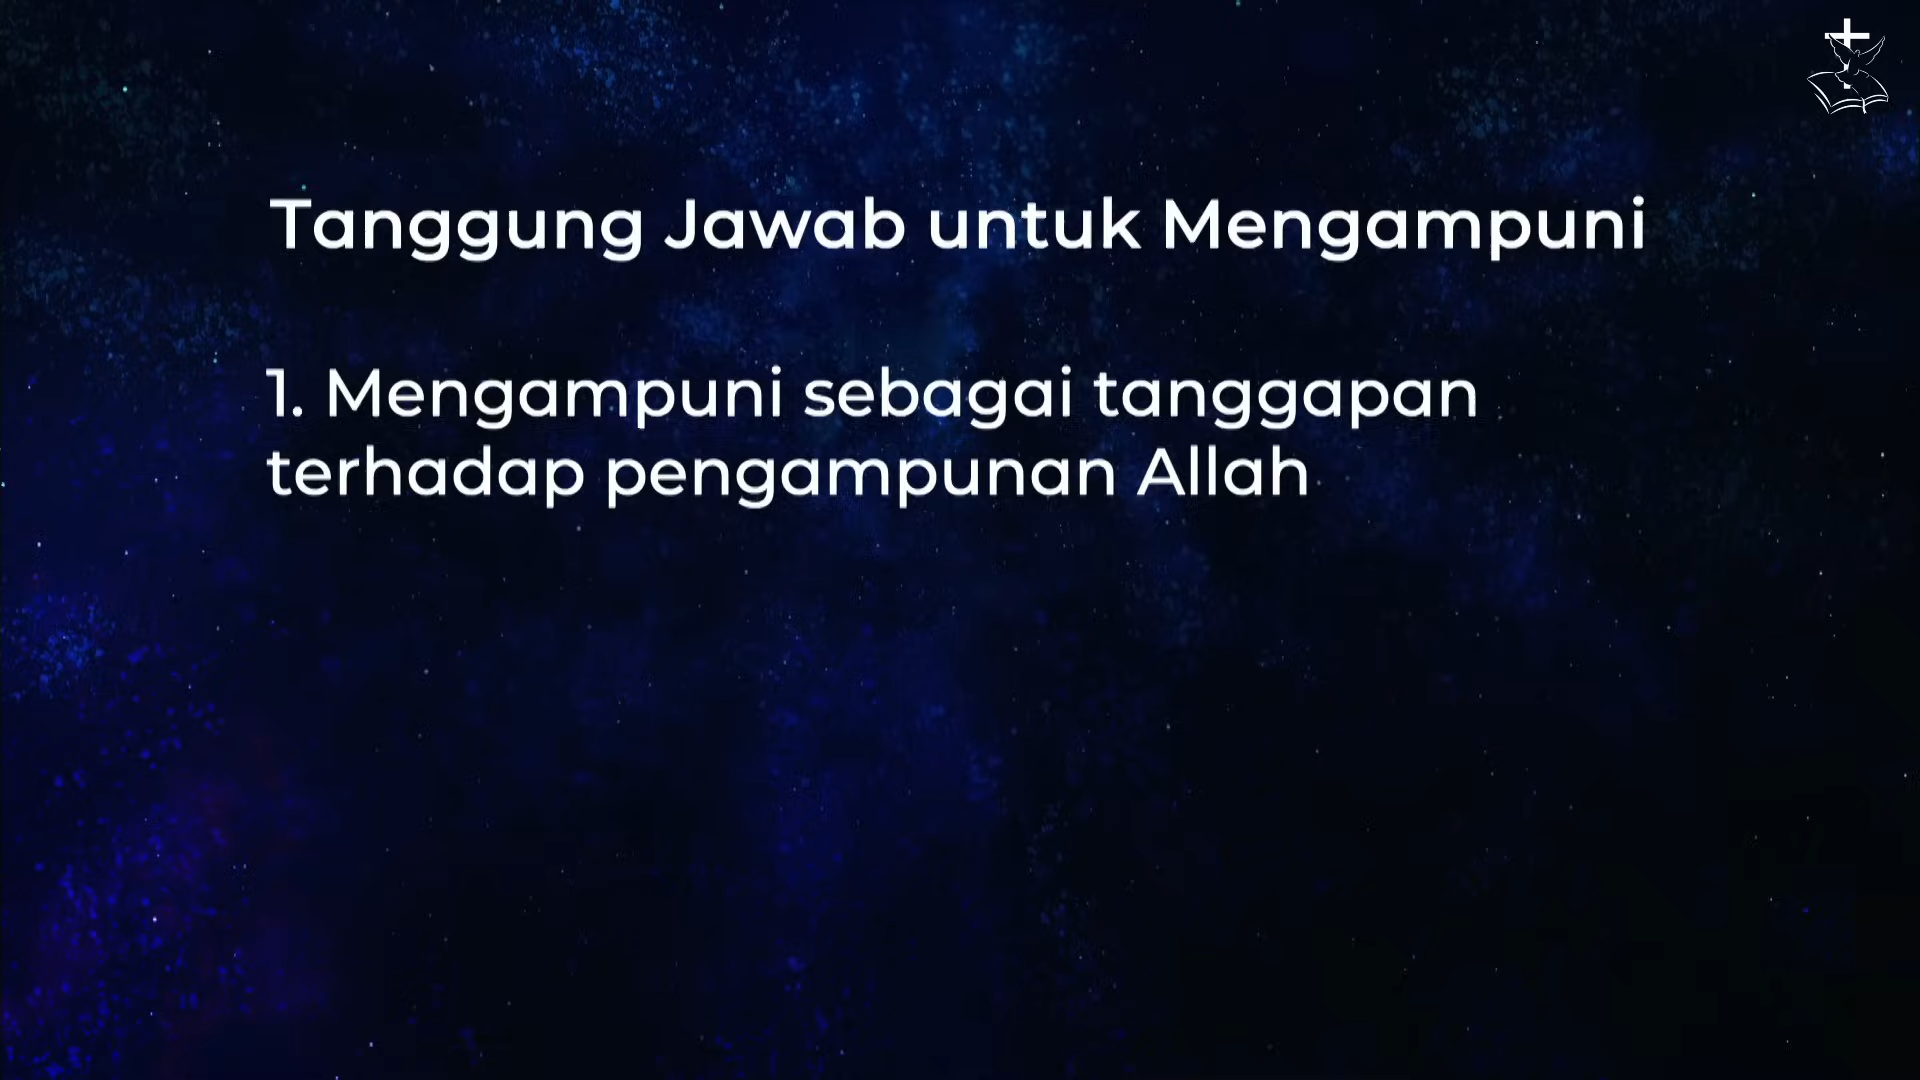 Tanggung Jawab untuk Mengampuni
1. Mengampuni sebagai tanggapan
terhadap pengampunan Allah